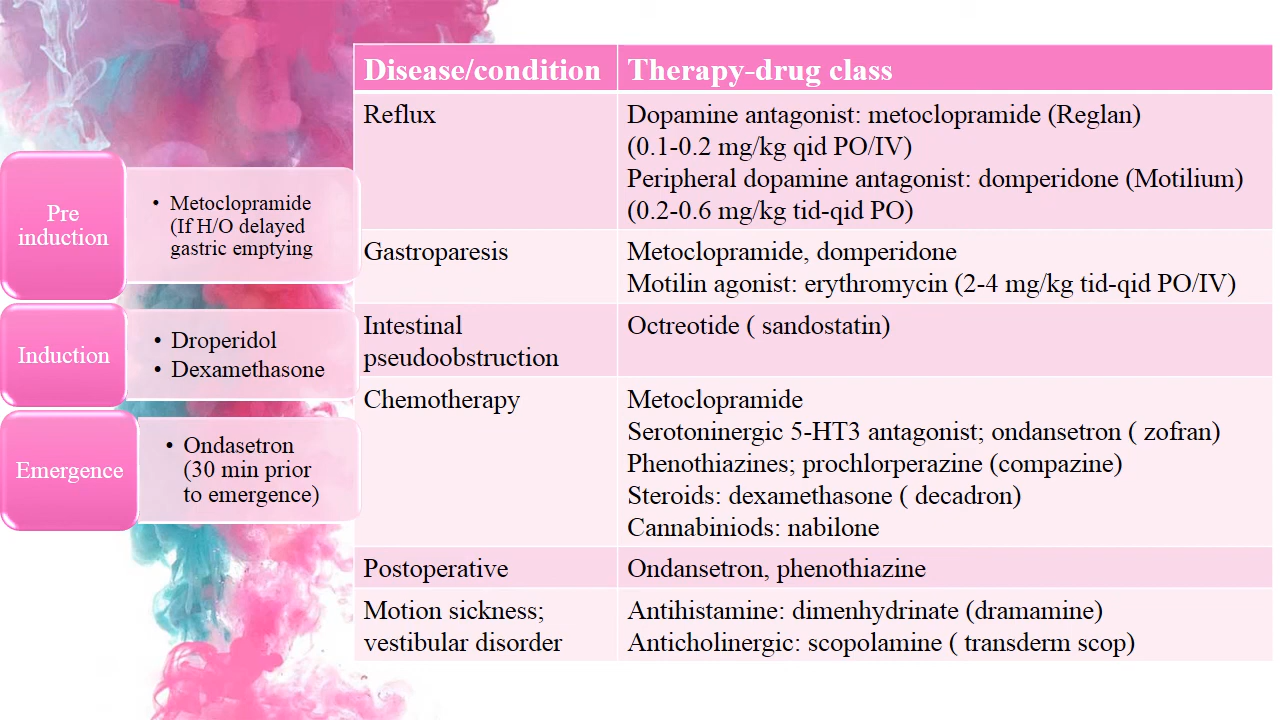 Pre
induction
• Metoclopramide
(If H/O delayed
gastric emptying
Induction
• Droperidol
• Dexamethasone
Emergence
• Ondasetron
(30 min prior
to emergence)
Disease/condition
Therapy-drug class
Reflux
Dopamine antagonist: metoclopramide (Reglan)
(0.1-0.2 mg/kg qid PO/IV)
Peripheral dopamine antagonist: domperidone (Motilium)
(0.2-0.6 mg/kg tid-qid PO)
Gastroparesis
Metoclopramide, domperidone
Motilin agonist: erythromycin (2-4 mg/kg tid-qid PO/IV)
Intestinal
pseudoobstruction
Octreotide ( sandostatin)
Chemotherapy
Metoclopramide
Serotoninergic 5-HT3 antagonist; ondansetron ( zofran)
Phenothiazines; prochlorperazine (compazine)
Steroids: dexamethasone ( decadron)
Cannabiniods: nabilone
Postoperative
Ondansetron, phenothiazine
Motion sickness;
vestibular disorder
Antihistamine: dimenhydrinate (dramamine)
Anticholinergic: scopolamine ( transderm scop)